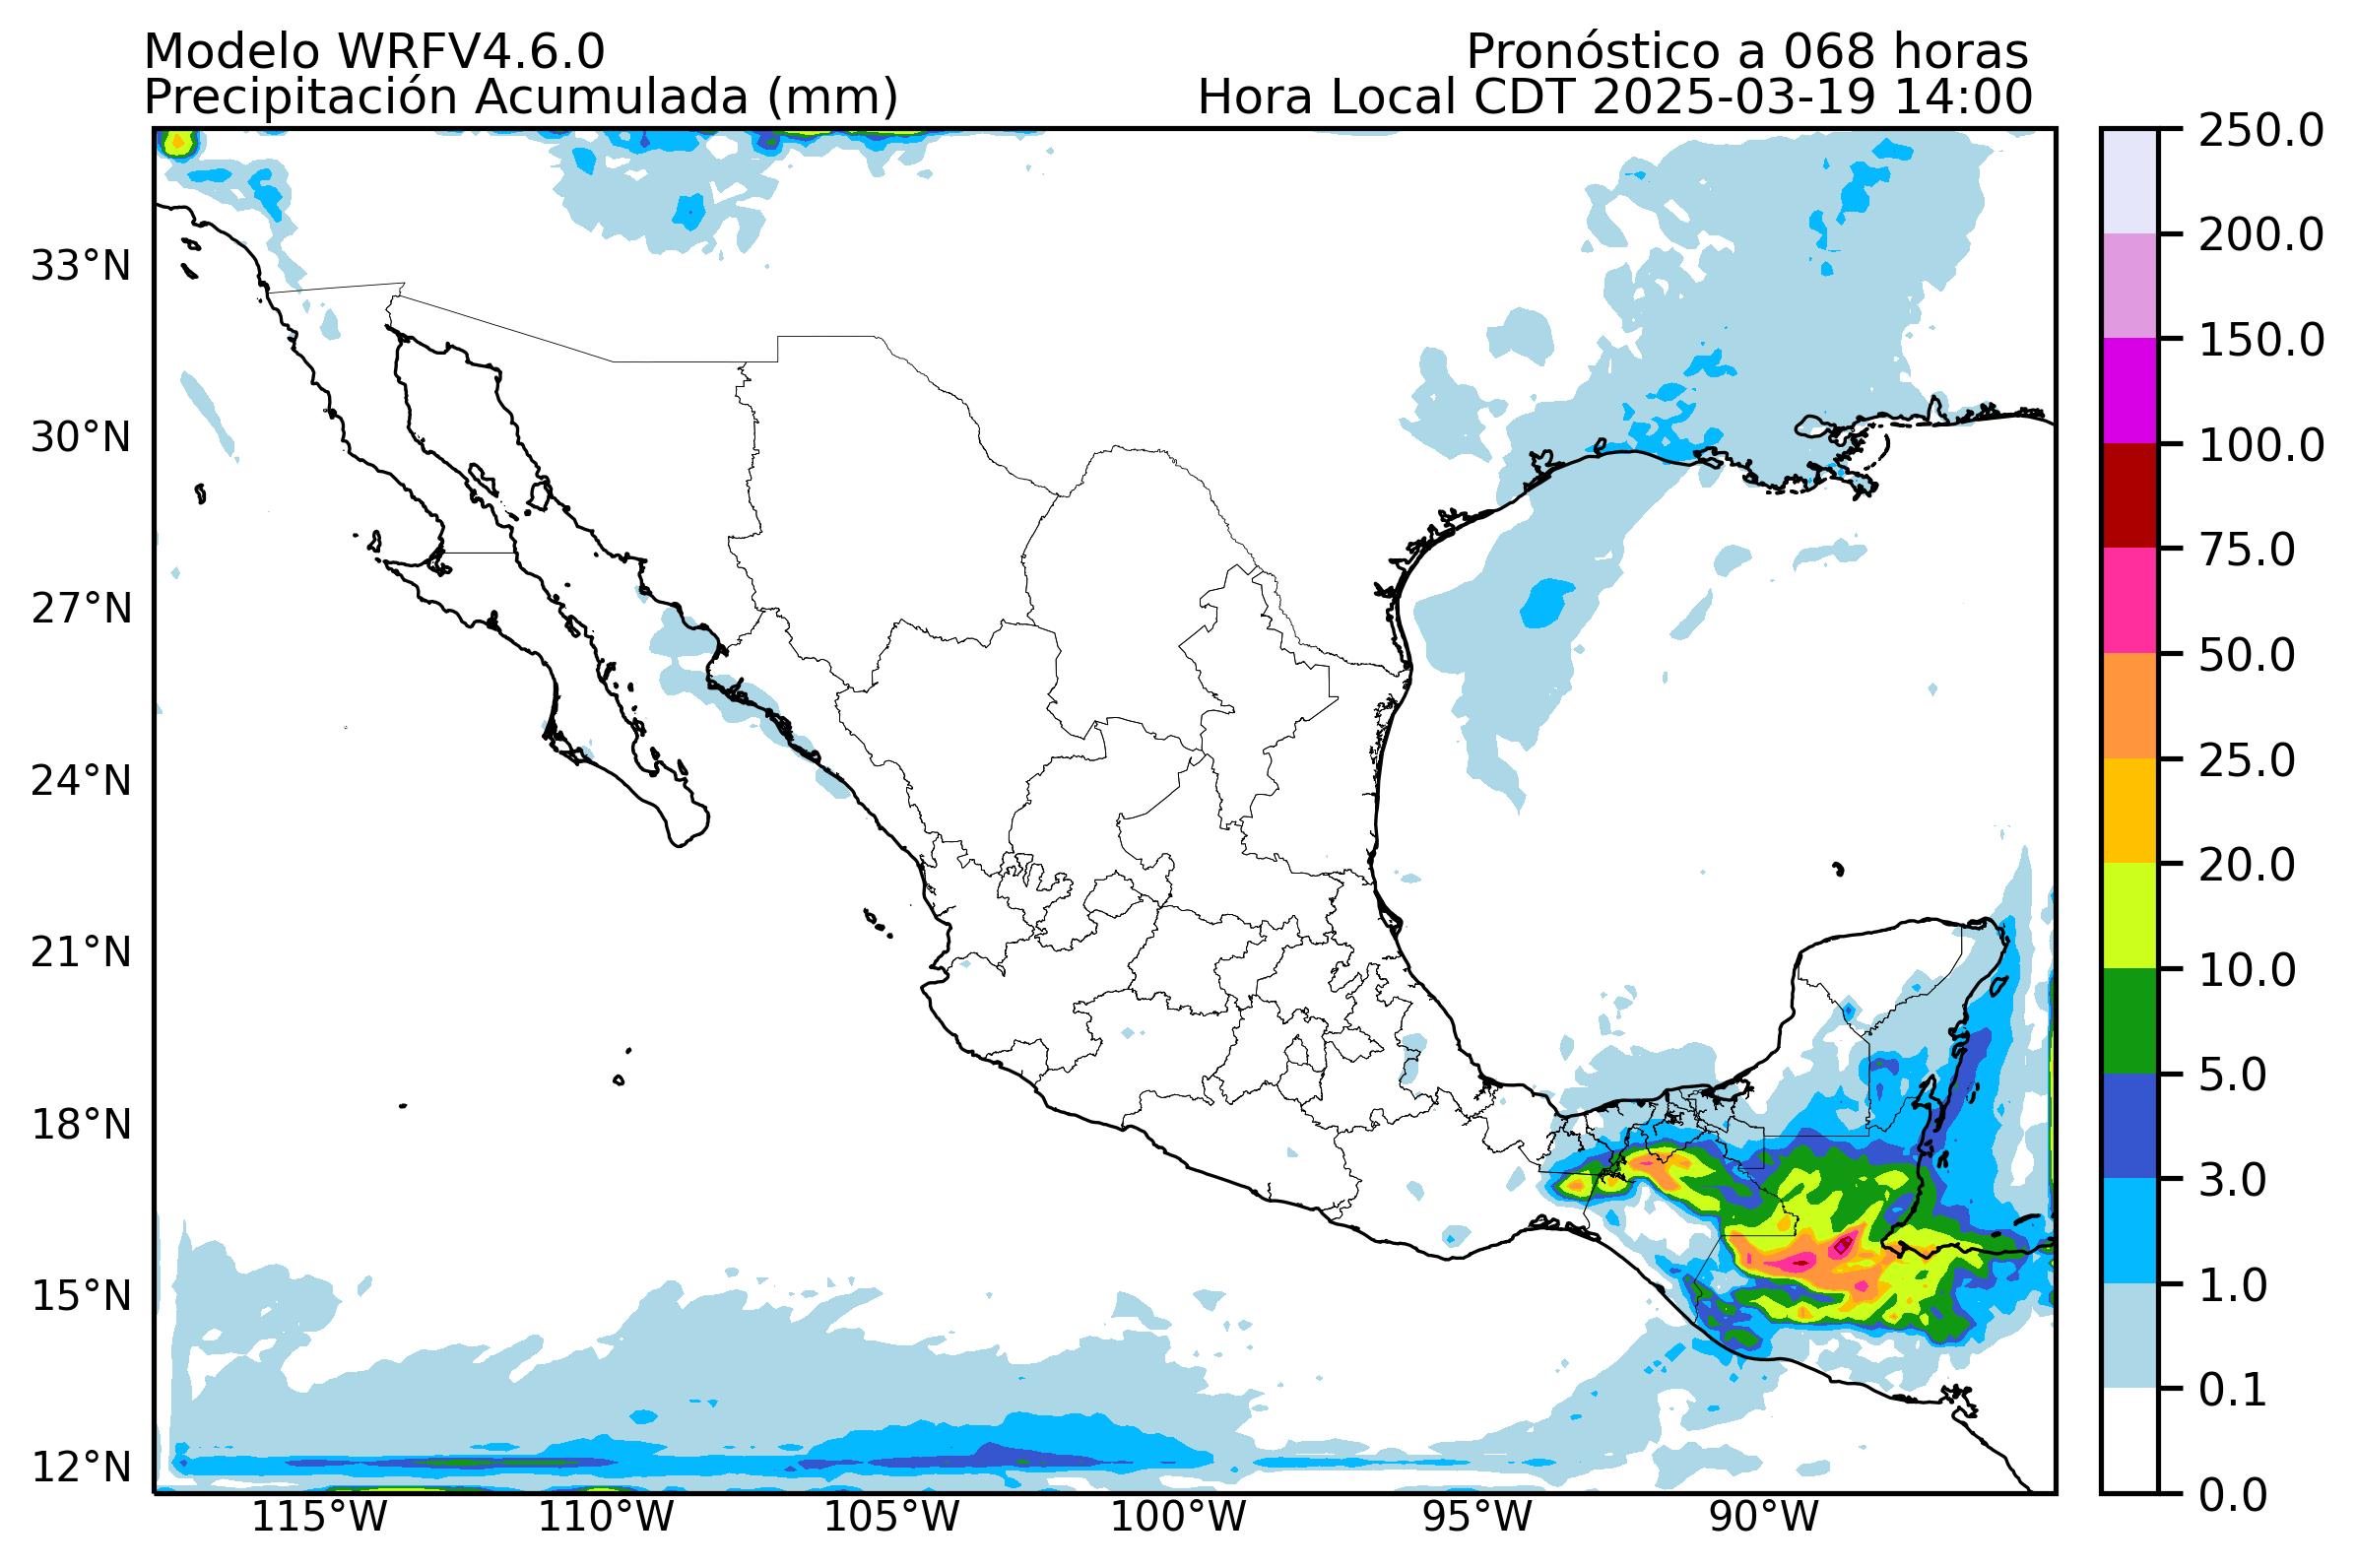 Modelo WRFV4.6.0
Pronóstico a 068 horas
Precipitación Acumulada (mm)
Hora Local CDT 2025-03-19 14:00
250.0
200.0
150.0
100.0
75.0
50.0
25.0
20.0
10.0
5.0
3.0
1.0
0.1
0.0
33°N
30°N
27°N
24°N
21°N
18°N
15°N
12°N
115°W
110°W
105°W
100°W
95°W
90°W